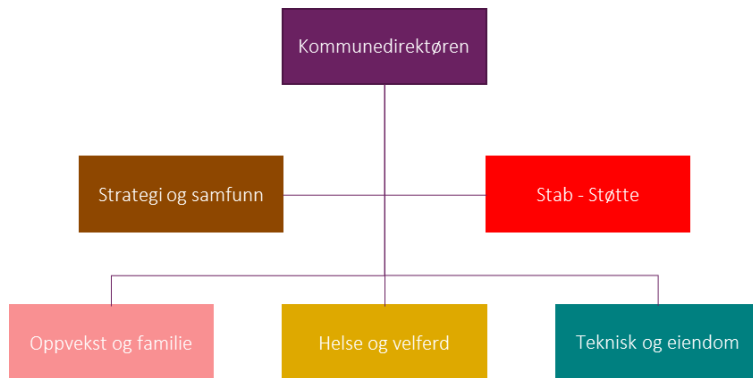 Kommunedirektøren
Strategi og samfunn
Stab - Støtte
Oppvekst og familie
Helse og velferd
Teknisk og eiendom